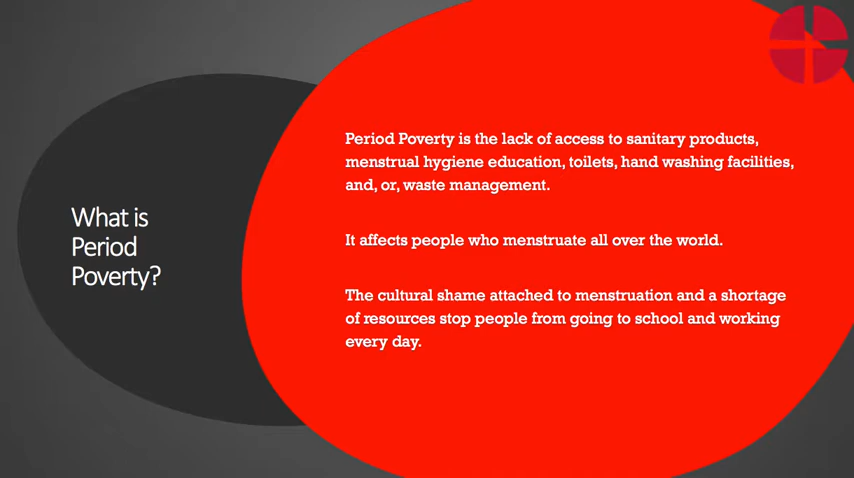 What is
Period
Poverty?
Period Poverty is the lack of access to sanitary products,
menstrual hygiene education, toilets, hand washing facilities,
and, or, waste management.
It affects people who menstruate all over the world.
The cultural shame attached to menstruation and a shortage
of resources stop people from going to school and working
every day.